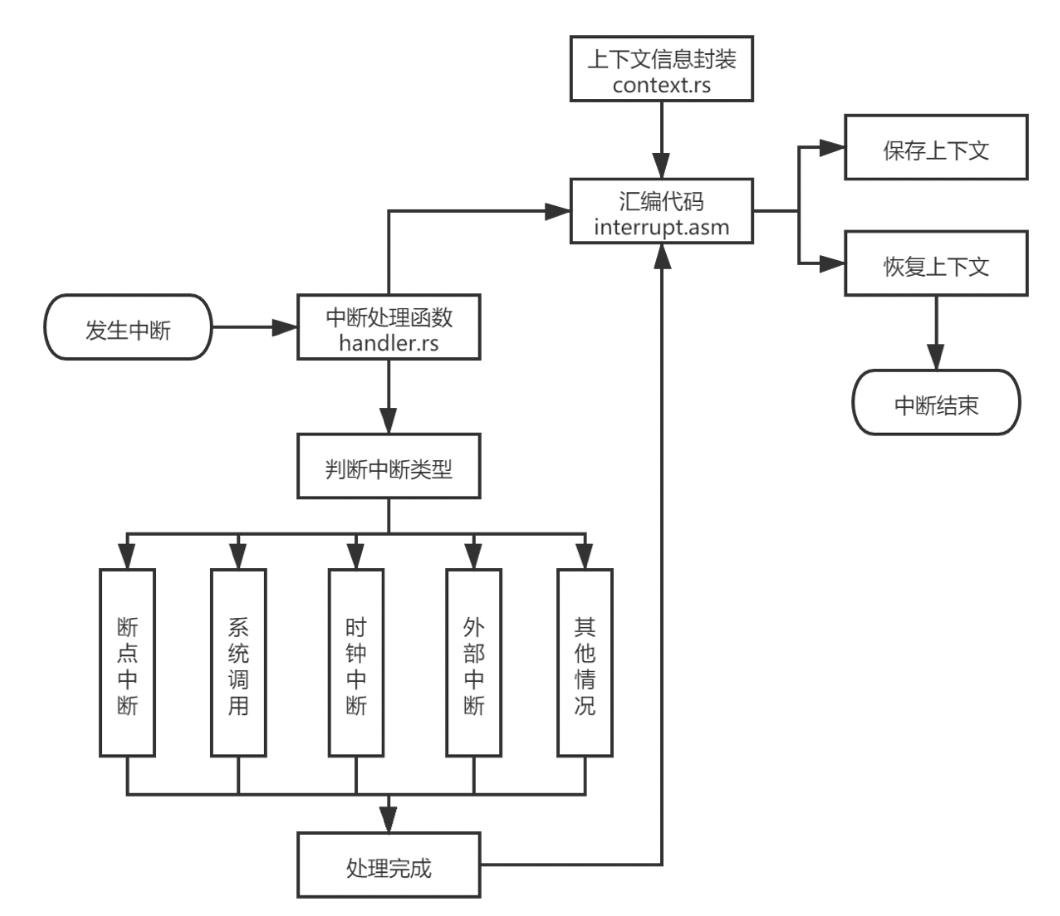 上下文信息封装
context.rs
保存上下文
汇编代码
interrupt.asm
恢复上下文
发生中断
中断处理函数
handler.rs
中断结束
判断中断类型
断点中断
系统调用
时钟中断
外部中断
其他情况
处理完成